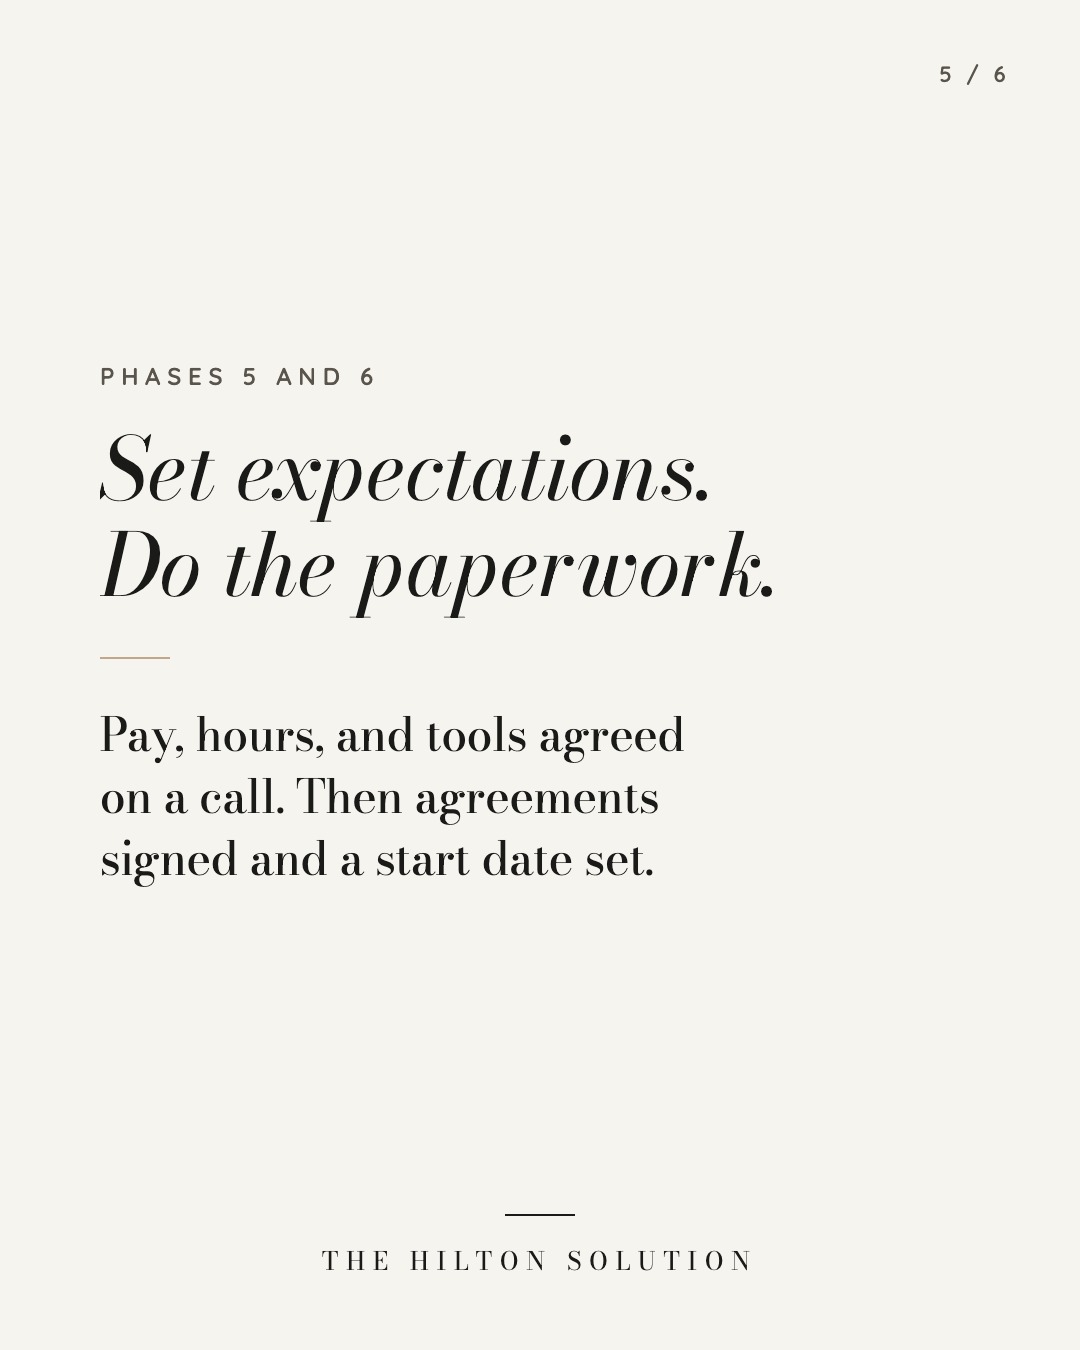 5 / 6
PHASES 5 AND 6
Set expectations.
Do the paperwork.
Pay, hours, and tools agreed
on a call. Then agreements
signed and a start date set.
THE HILTON SOLUTION